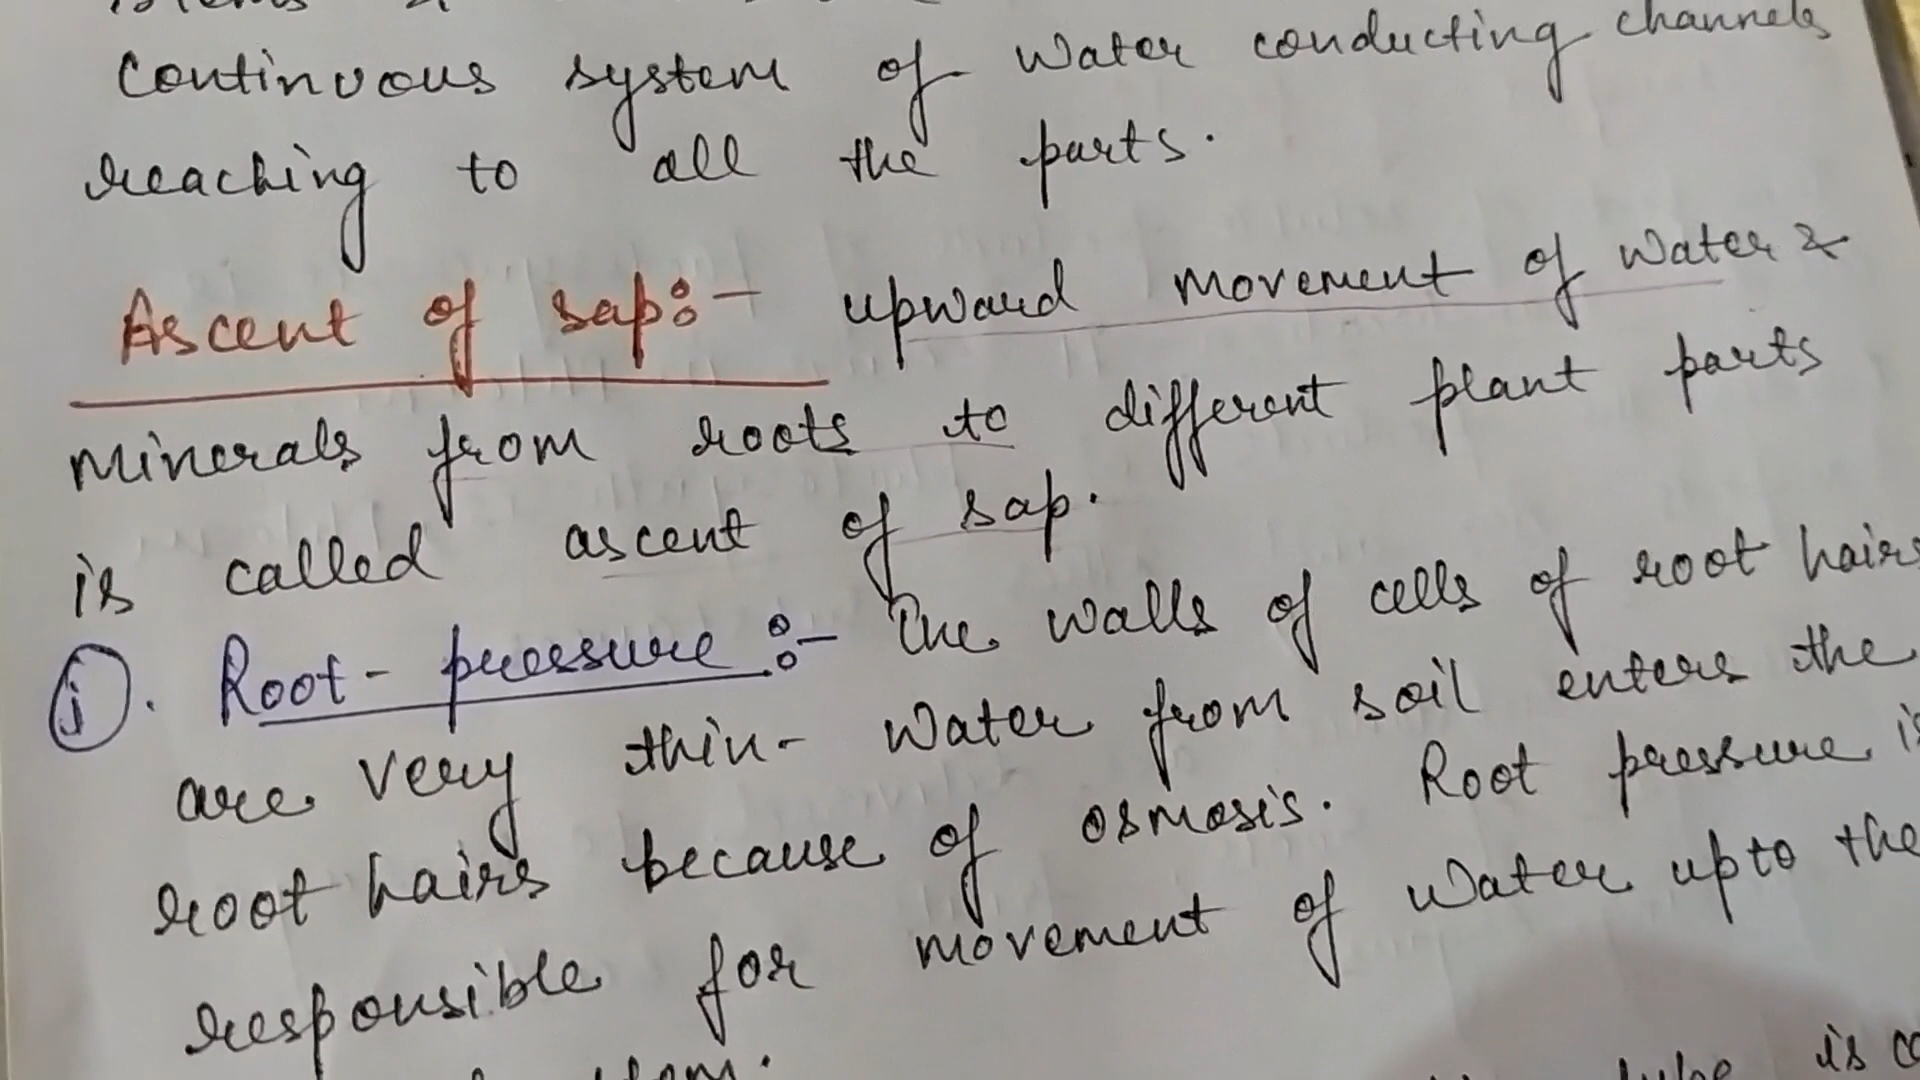 Continuous system of water conducting channels
reaching to all the parts.
Ascent of sap:- upward movement of water &
minerals from roots to different plant parts
is called ascent of sap.
(i). Root-pressure :- The walls of cells of root hairs
are very thin- water from soil enters the
root hairs because of osmosis. Root pressure is
responsible for movement of water upto the
is